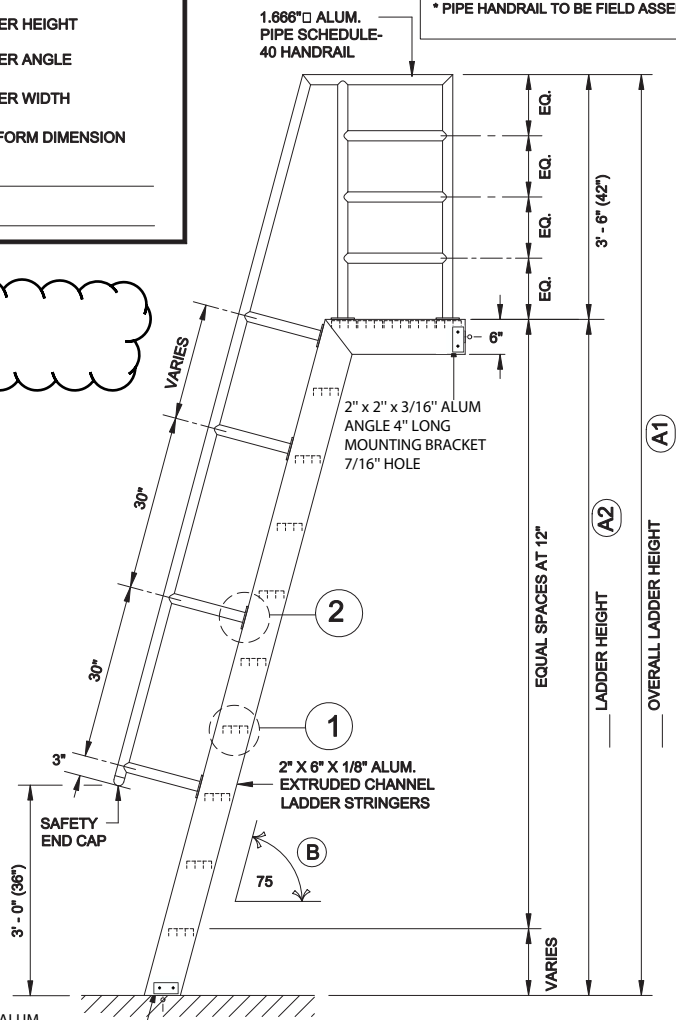 ER HEIGHT
ER ANGLE
ER WIDTH
FORM DIMENSION
* PIPE HANDRAIL TO BE FIELD ASSE
1.666"□ ALUM.
PIPE SCHEDULE-
40 HANDRAIL
EQ.
EQ.
EQ.
EQ.
3' - 6" (42")
6"
VARIES
2" x 2" x 3/16" ALUM
ANGLE 4" LONG
MOUNTING BRACKET
7/16" HOLE
A1
A2
30"
EQUAL SPACES AT 12"
LADDER HEIGHT
OVERALL LADDER HEIGHT
2
30"
1
3"
2" X 6" X 1/8" ALUM.
EXTRUDED CHANNEL
LADDER STRINGERS
SAFETY
END CAP
B
75
3' - 0" (36")
VARIES
ALUM